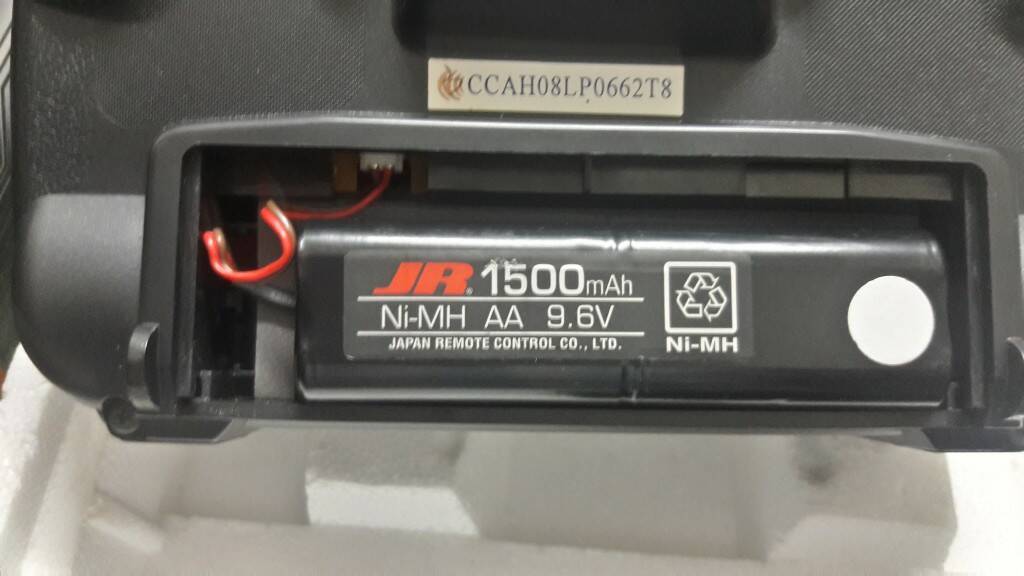 CCAH08LP0662T8
JR 1500mAh
Ni-MH AA 9.6V
JAPAN REMOTE CONTROL CO., LTD.
Ni-MH